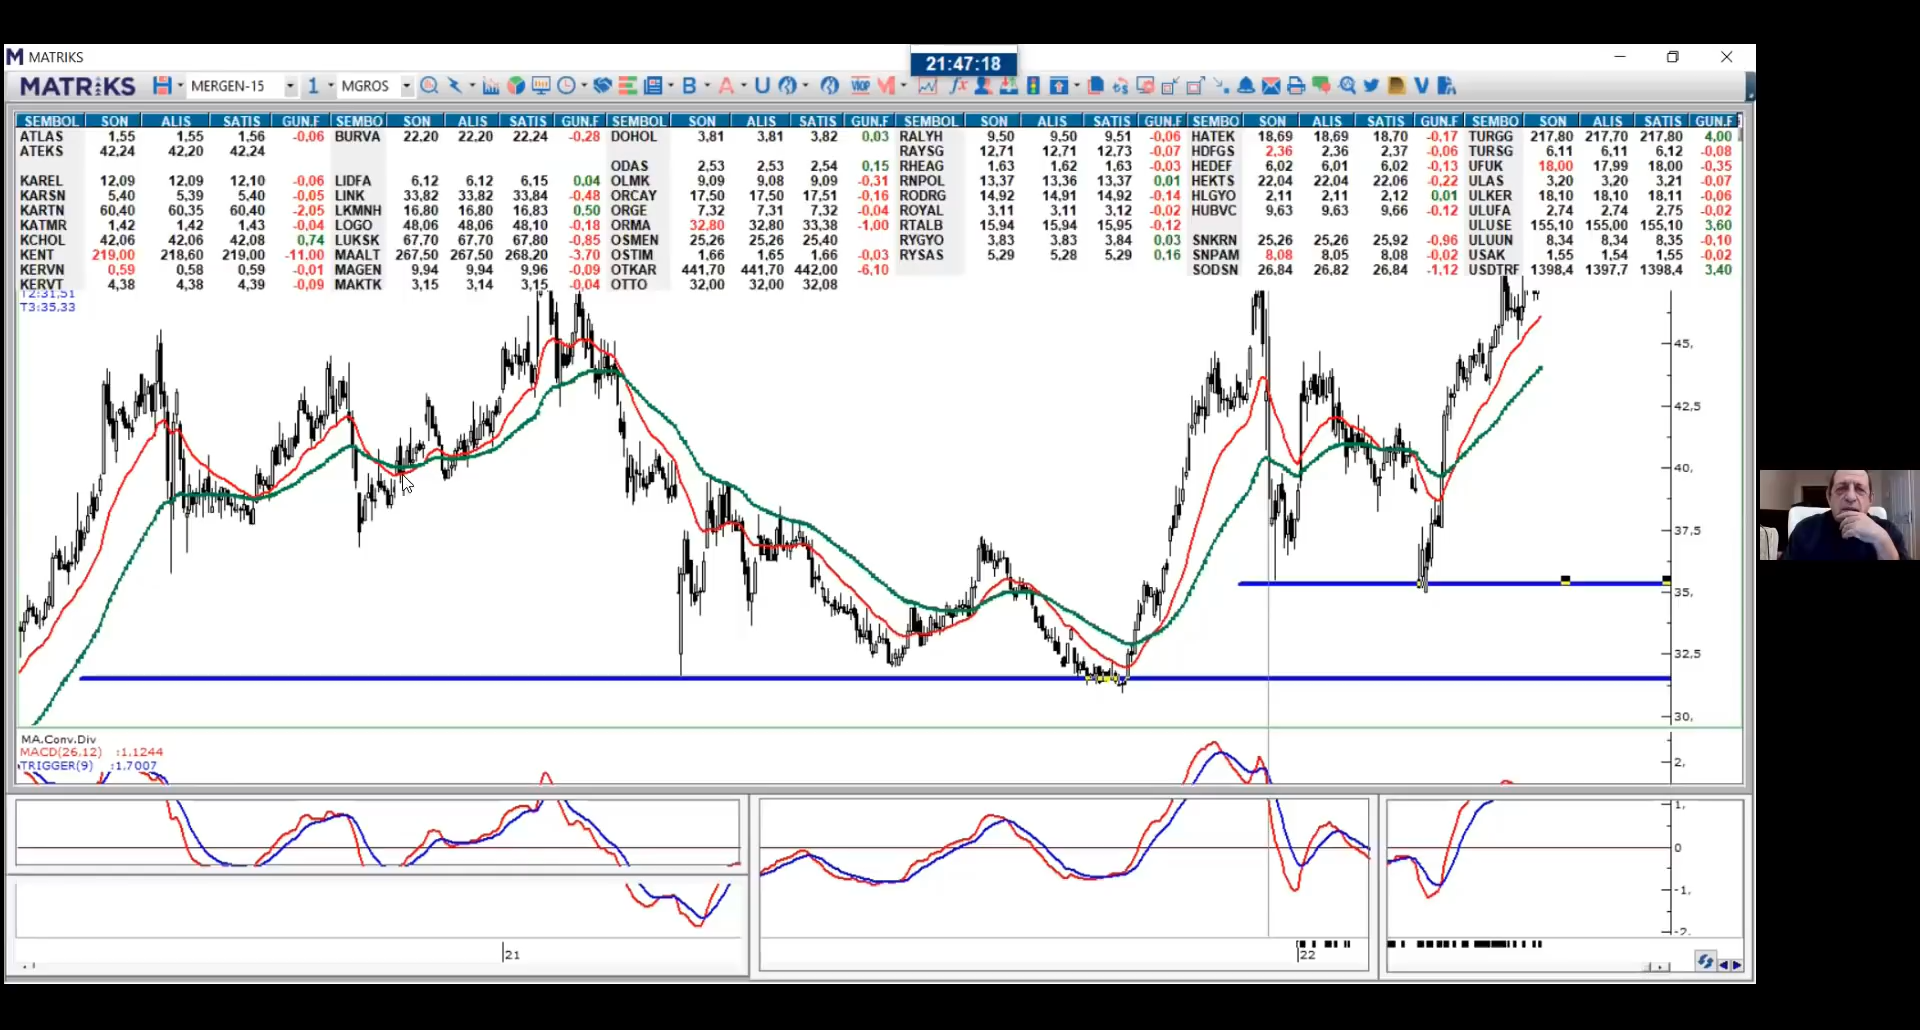 MATRIKS
21:47:18
MATRIKS MERGEN-15 1 MGROS B A U VIOP M fx V
SEMBOL SON ALIS SATIS GUN.F SEMBO SON ALIS SATIS GUN.F SEMBOL SON ALIS SATIS GUN.F SEMBOL SON ALIS SATIS GUN.F SEMBO SON ALIS SATIS GUN.F SEMBO SON ALIS SATIS GUN.F
ATLAS 1,55 1,55 1,56 -0,06 BURVA 22,20 22,20 22,24 -0,28 DOHOL 3,81 3,81 3,82 0,03 RALYH 9,50 9,50 9,51 -0,06 HATEK 18,69 18,69 18,70 -0,17 TURGG 217,80 217,70 217,80 4,00
ATEKS 42,24 42,20 42,24 RAYSG 12,71 12,71 12,73 -0,07 HDFGS 2,36 2,36 2,37 -0,06 TURSG 6,11 6,11 6,12 -0,08
ODAS 2,53 2,53 2,54 0,15 RHEAG 1,63 1,62 1,63 -0,03 HEDEF 6,02 6,01 6,02 -0,13 UFUK 18,00 17,99 18,00 -0,35
KAREL 12,09 12,09 12,10 -0,06 LIDFA 6,12 6,12 6,15 0,04 OLMK 9,09 9,08 9,09 -0,31 RNPOL 13,37 13,36 13,37 0,01 HEKTS 22,04 22,04 22,06 -0,22 ULAS 3,20 3,20 3,21 -0,07
KARSN 5,40 5,39 5,40 -0,05 LINK 33,82 33,82 33,84 -0,48 ORCAY 17,50 17,50 17,51 -0,16 RODRG 14,92 14,91 14,92 -0,14 HLGYO 2,11 2,11 2,12 0,01 ULKER 18,10 18,10 18,11 -0,06
KARTN 60,40 60,35 60,40 -2,05 LKMNH 16,80 16,80 16,83 0,50 ORGE 7,32 7,31 7,32 -0,04 ROYAL 3,11 3,11 3,12 -0,02 HUBVC 9,63 9,63 9,66 -0,12 ULUFA 2,74 2,74 2,75 -0,02
KATMR 1,42 1,42 1,43 -0,04 LOGO 48,06 48,06 48,10 -0,18 ORMA 32,80 32,80 33,38 -1,00 RTALB 15,94 15,94 15,95 -0,12 ULUSE 155,10 155,00 155,10 3,60
KCHOL 42,06 42,06 42,08 0,74 LUKSK 67,70 67,70 67,80 -0,85 OSMEN 25,26 25,26 25,40 RYGYO 3,83 3,83 3,84 0,03 SNKRN 25,26 25,26 25,92 -0,96 ULUUN 8,34 8,34 8,35 -0,10
KENT 219,00 218,60 219,00 -11,00 MAALT 267,50 267,50 268,20 -3,70 OSTIM 1,66 1,65 1,66 -0,03 RYSAS 5,29 5,28 5,29 0,16 SNPAM 8,08 8,05 8,08 -0,02 USAK 1,55 1,54 1,55 -0,02
KERVN 0,59 0,58 0,59 -0,01 MAGEN 9,94 9,94 9,96 -0,09 OTKAR 441,70 441,70 442,00 -6,10 SODSN 26,84 26,82 26,84 -1,12 USDTRF 1398,4 1397,7 1398,4 3,40
KERVT 4,38 4,38 4,39 -0,09 MAKTK 3,15 3,14 3,15 -0,04 OTTO 32,00 32,00 32,08
T2:31,51
T3:35,33
45,
42,5
40,
37,5
35,
32,5
30,
MA.Conv.Div
MACD(26,12) :1.1244
TRIGGER(9) :1.7007
2,
1,
0
-1,
-2,
21
22